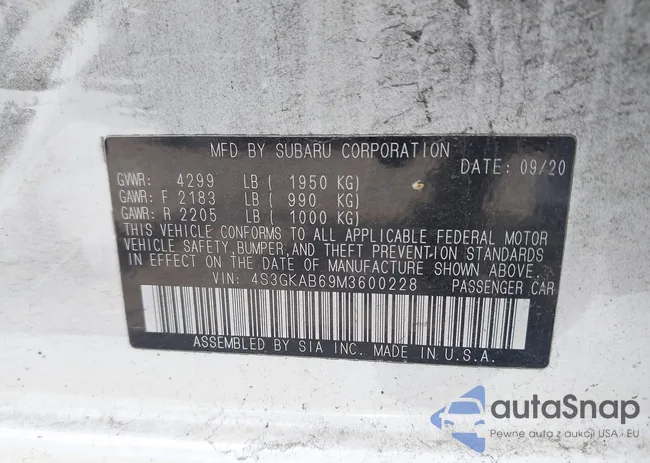 MFD BY SUBARU CORPORATION
DATE: 09/20
GVWR: 4299 LB ( 1950 KG)
GAWR: F 2183 LB ( 990 KG)
GAWR: R 2205 LB ( 1000 KG)
THIS VEHICLE CONFORMS TO ALL APPLICABLE FEDERAL MOTOR
VEHICLE SAFETY, BUMPER, AND THEFT PREVENTION STANDARDS
IN EFFECT ON THE DATE OF MANUFACTURE SHOWN ABOVE.
VIN: 4S3GKAB69M3600228 PASSENGER CAR
ASSEMBLED BY SIA INC. MADE IN U.S.A.
autaSnap
Pewne auta z aukcji USA i EU